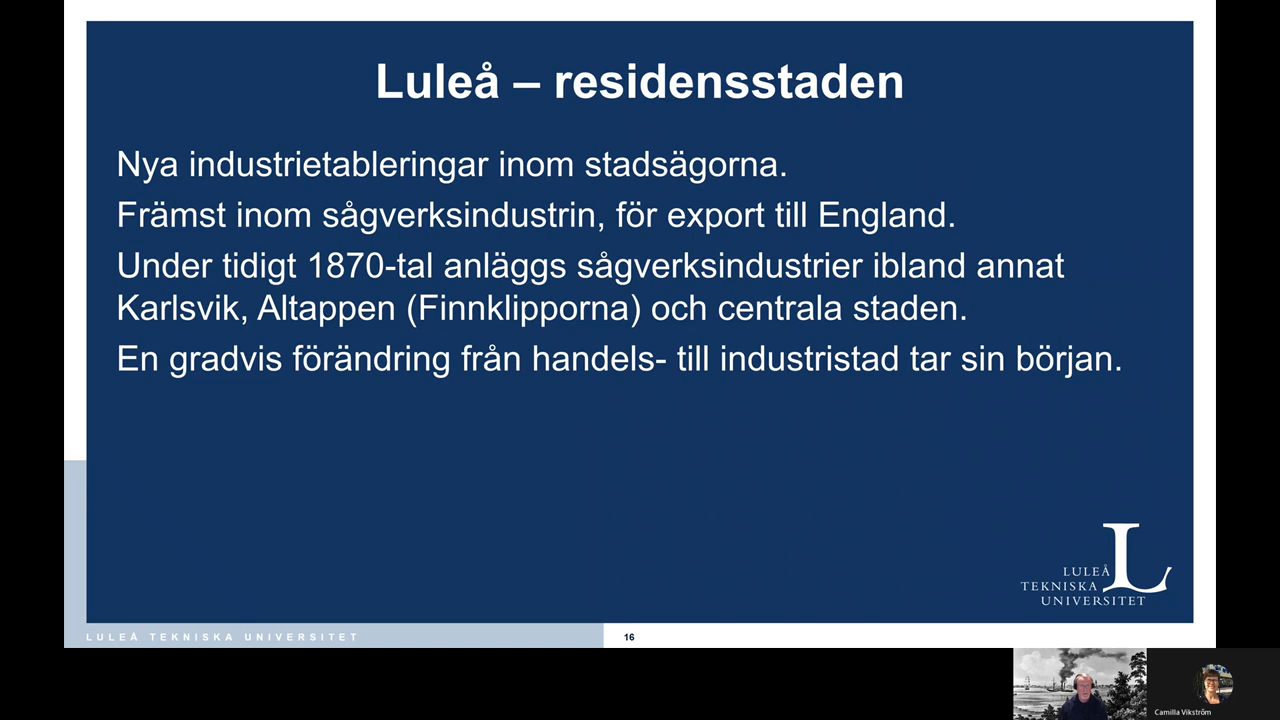 Luleå – residensstaden
Nya industrietableringar inom stadsägorna.
Främst inom sågverksindustrin, för export till England.
Under tidigt 1870-tal anläggs sågverksindustrier ibland annat
Karlsvik, Altappen (Finnklipporna) och centrala staden.
En gradvis förändring från handels- till industristad tar sin början.
LULEÅ
TEKNISKA
UNIVERSITET
L
LULEÅ TEKNISKA UNIVERSITET
16
Camilla Vikström